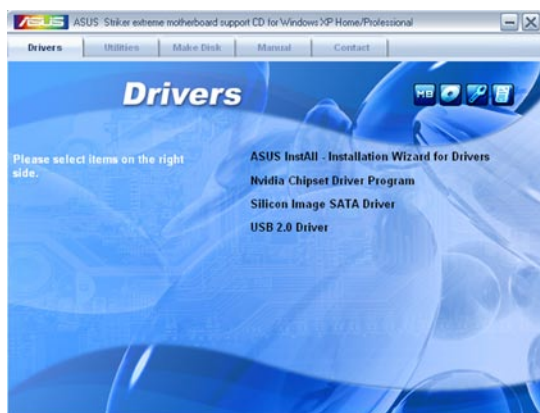 ASUS ASUS Striker extreme motherboard support CD for Windows XP Home/Professional
Drivers Utilities Make Disk Manual Contact
Drivers
MB
Please select items on the right
side.
ASUS InstAll - Installation Wizard for Drivers
Nvidia Chipset Driver Program
Silicon Image SATA Driver
USB 2.0 Driver